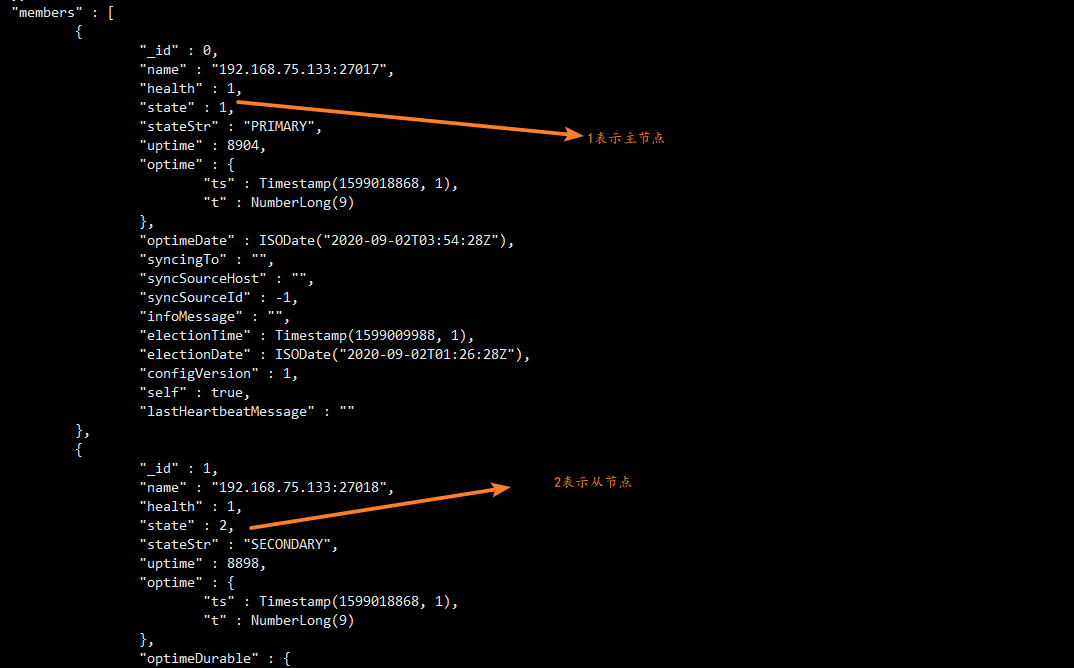 "members" : [
{
"_id" : 0,
"name" : "192.168.75.133:27017",
"health" : 1,
"state" : 1,
1表示主节点
"stateStr" : "PRIMARY",
"uptime" : 8904,
"optime" : {
"ts" : Timestamp(1599018868, 1),
"t" : NumberLong(9)
},
"optimeDate" : ISODate("2020-09-02T03:54:28Z"),
"syncingTo" : "",
"syncSourceHost" : "",
"syncSourceId" : -1,
"infoMessage" : "",
"electionTime" : Timestamp(1599009988, 1),
"electionDate" : ISODate("2020-09-02T01:26:28Z"),
"configVersion" : 1,
"self" : true,
"lastHeartbeatMessage" : ""
},
{
"_id" : 1,
"name" : "192.168.75.133:27018",
2表示从节点
"health" : 1,
"state" : 2,
"stateStr" : "SECONDARY",
"uptime" : 8898,
"optime" : {
"ts" : Timestamp(1599018868, 1),
"t" : NumberLong(9)
},
"optimeDurable" : {